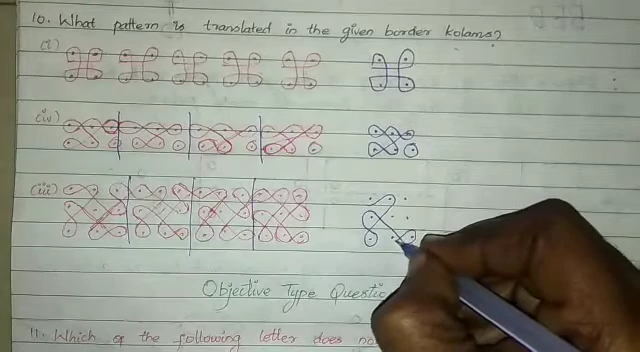 10. What pattern is translated in the given border kolams?
(i)
(iv)
(iii)
Objective Type Questio
11. Which of the following letter does no